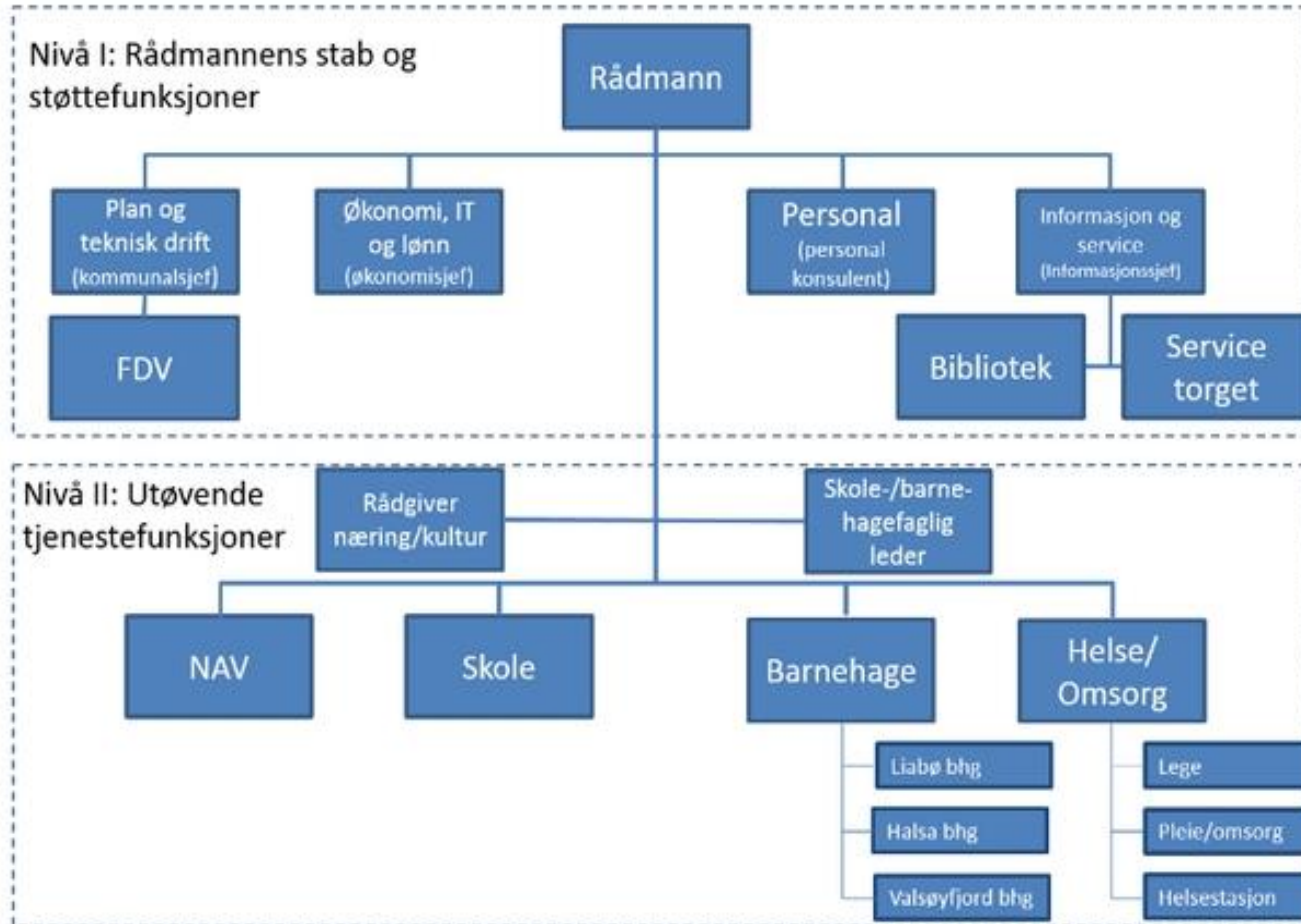 Nivå I: Rådmannens stab og
støttefunksjoner
Rådmann
Plan og
teknisk drift
(kommunalsjef)
Økonomi, IT
og lønn
(økonomisjef)
Personal
(personal
konsulent)
Informasjon og
service
(Informasjonssjef)
FDV
Bibliotek
Service
torget
Nivå II: Utøvende
tjenestefunksjoner
Rådgiver
næring/kultur
Skole-/barne-
hagefaglig
leder
NAV
Skole
Barnehage
Helse/
Omsorg
Liabø bhg
Halsa bhg
Valsøyfjord bhg
Lege
Pleie/omsorg
Helsestasjon